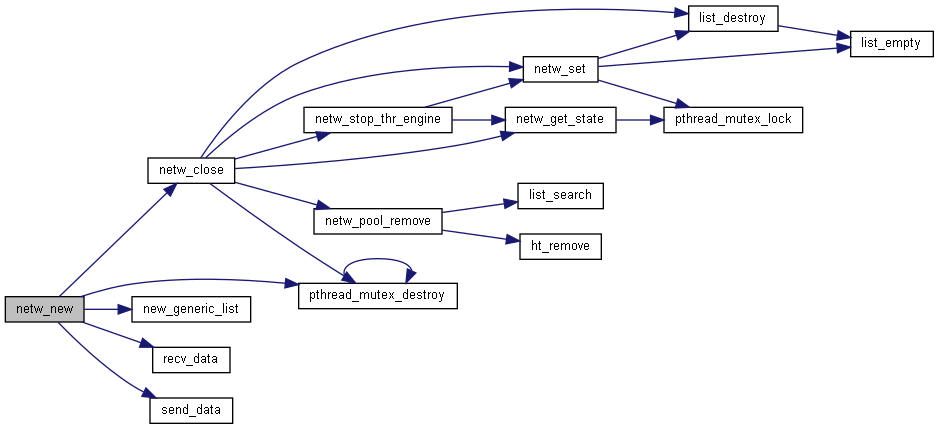 list_destroy
list_empty
netw_set
netw_stop_thr_engine
netw_get_state
pthread_mutex_lock
netw_close
list_search
netw_pool_remove
ht_remove
pthread_mutex_destroy
netw_new
new_generic_list
recv_data
send_data